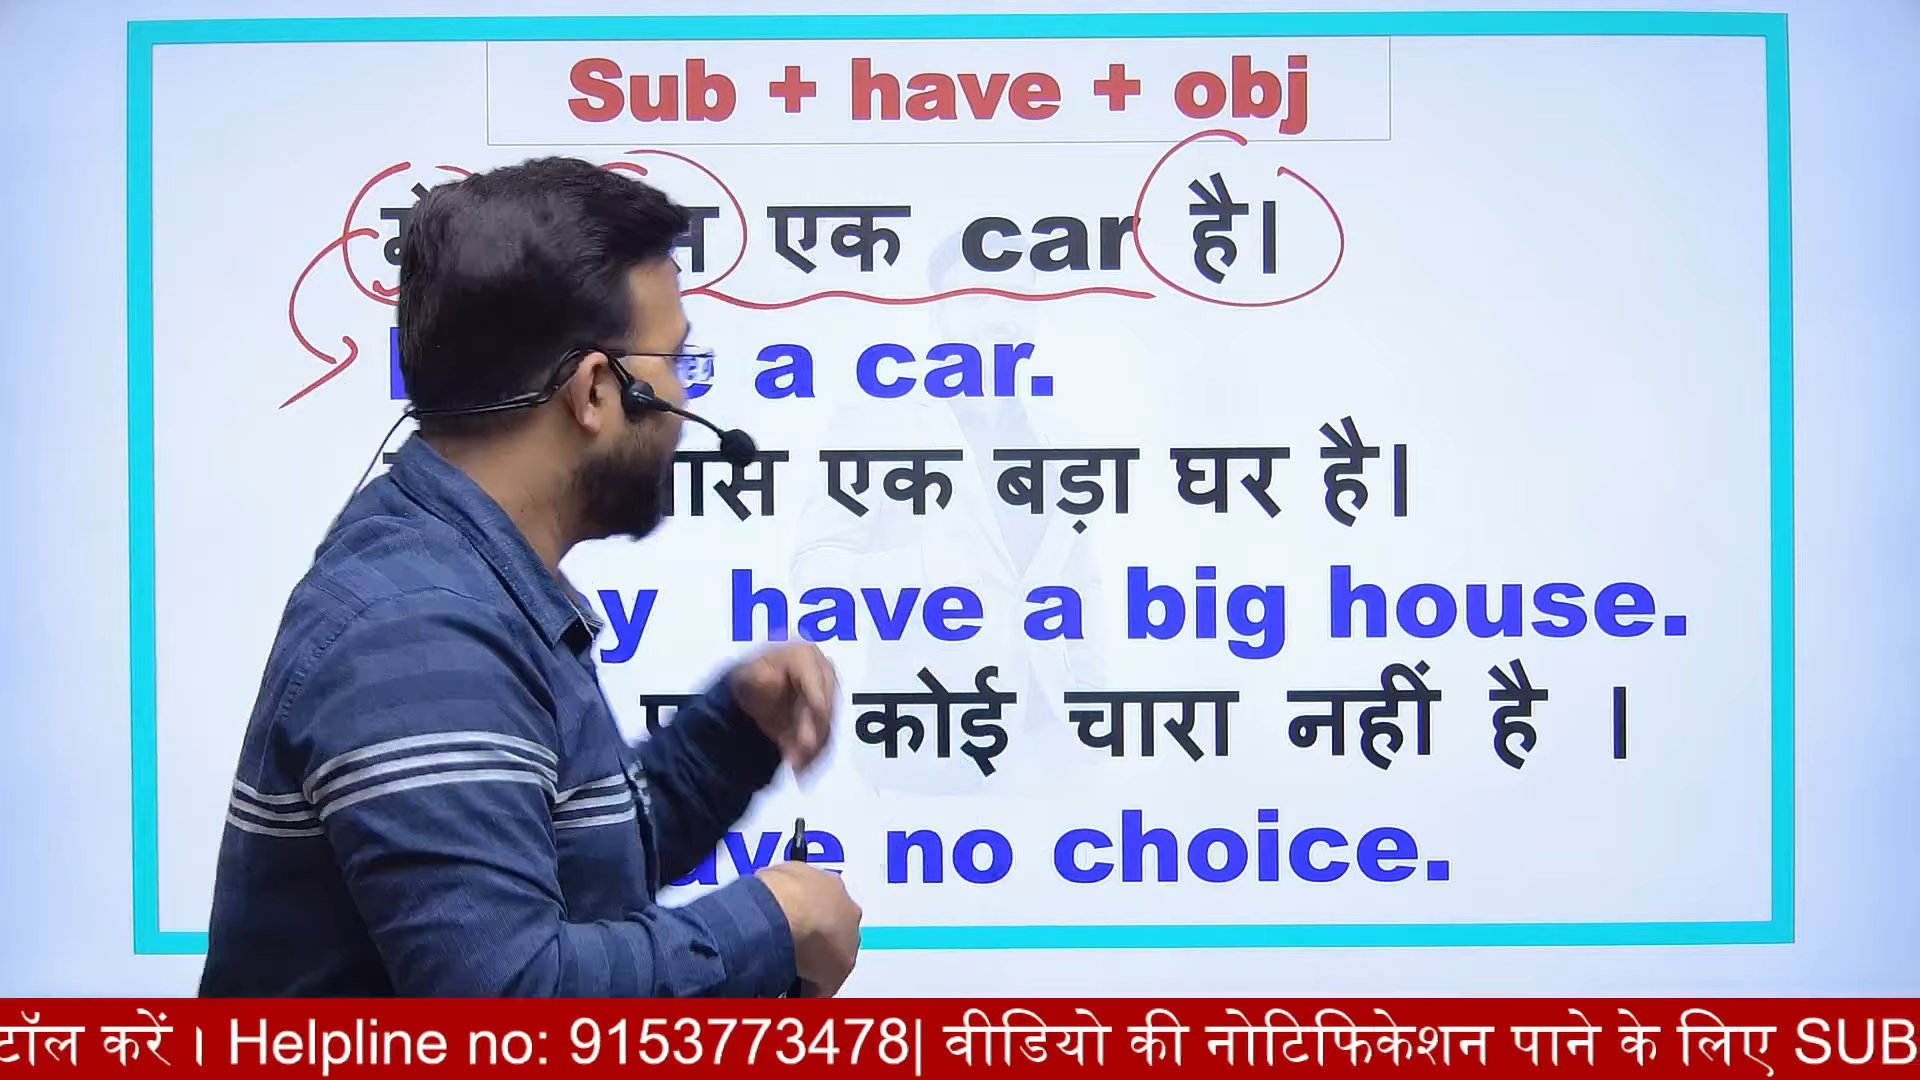 Sub + have + obj
एक car है।
a car.
एक बड़ा घर है।
have a big house.
कोई चारा नहीं है ।
no choice.
करें । Helpline no: 9153773478| वीडियो की नोटिफिकेशन पाने के लिए SUB